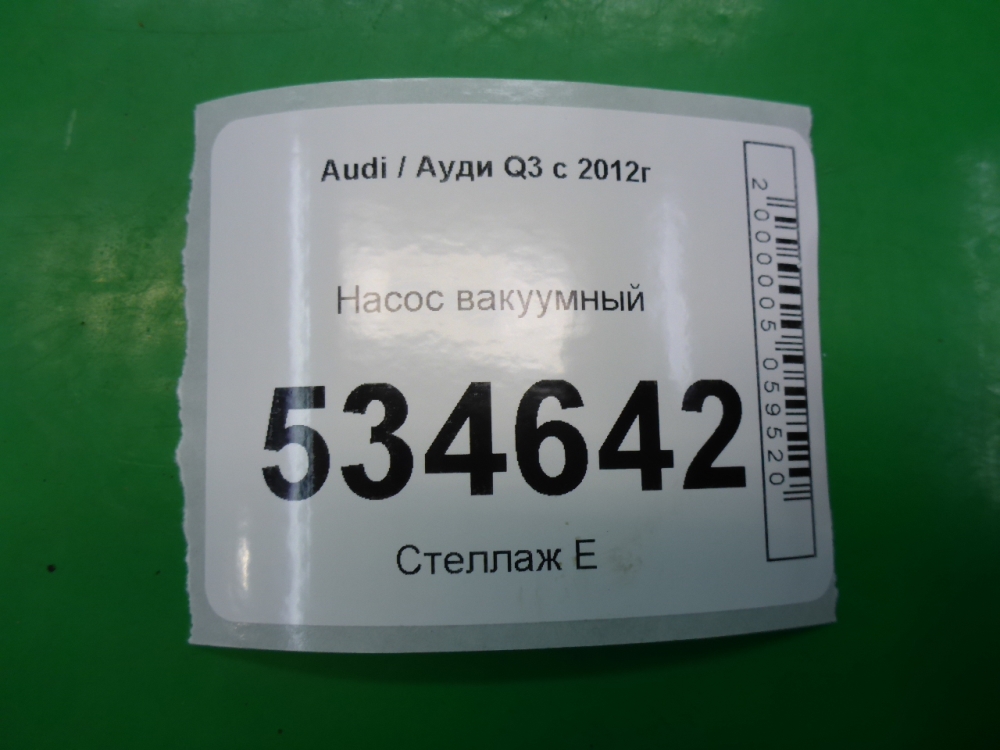 Audi / Ауди Q3 с 2012г
Насос вакуумный
534642
Стеллаж Е
2000005059520